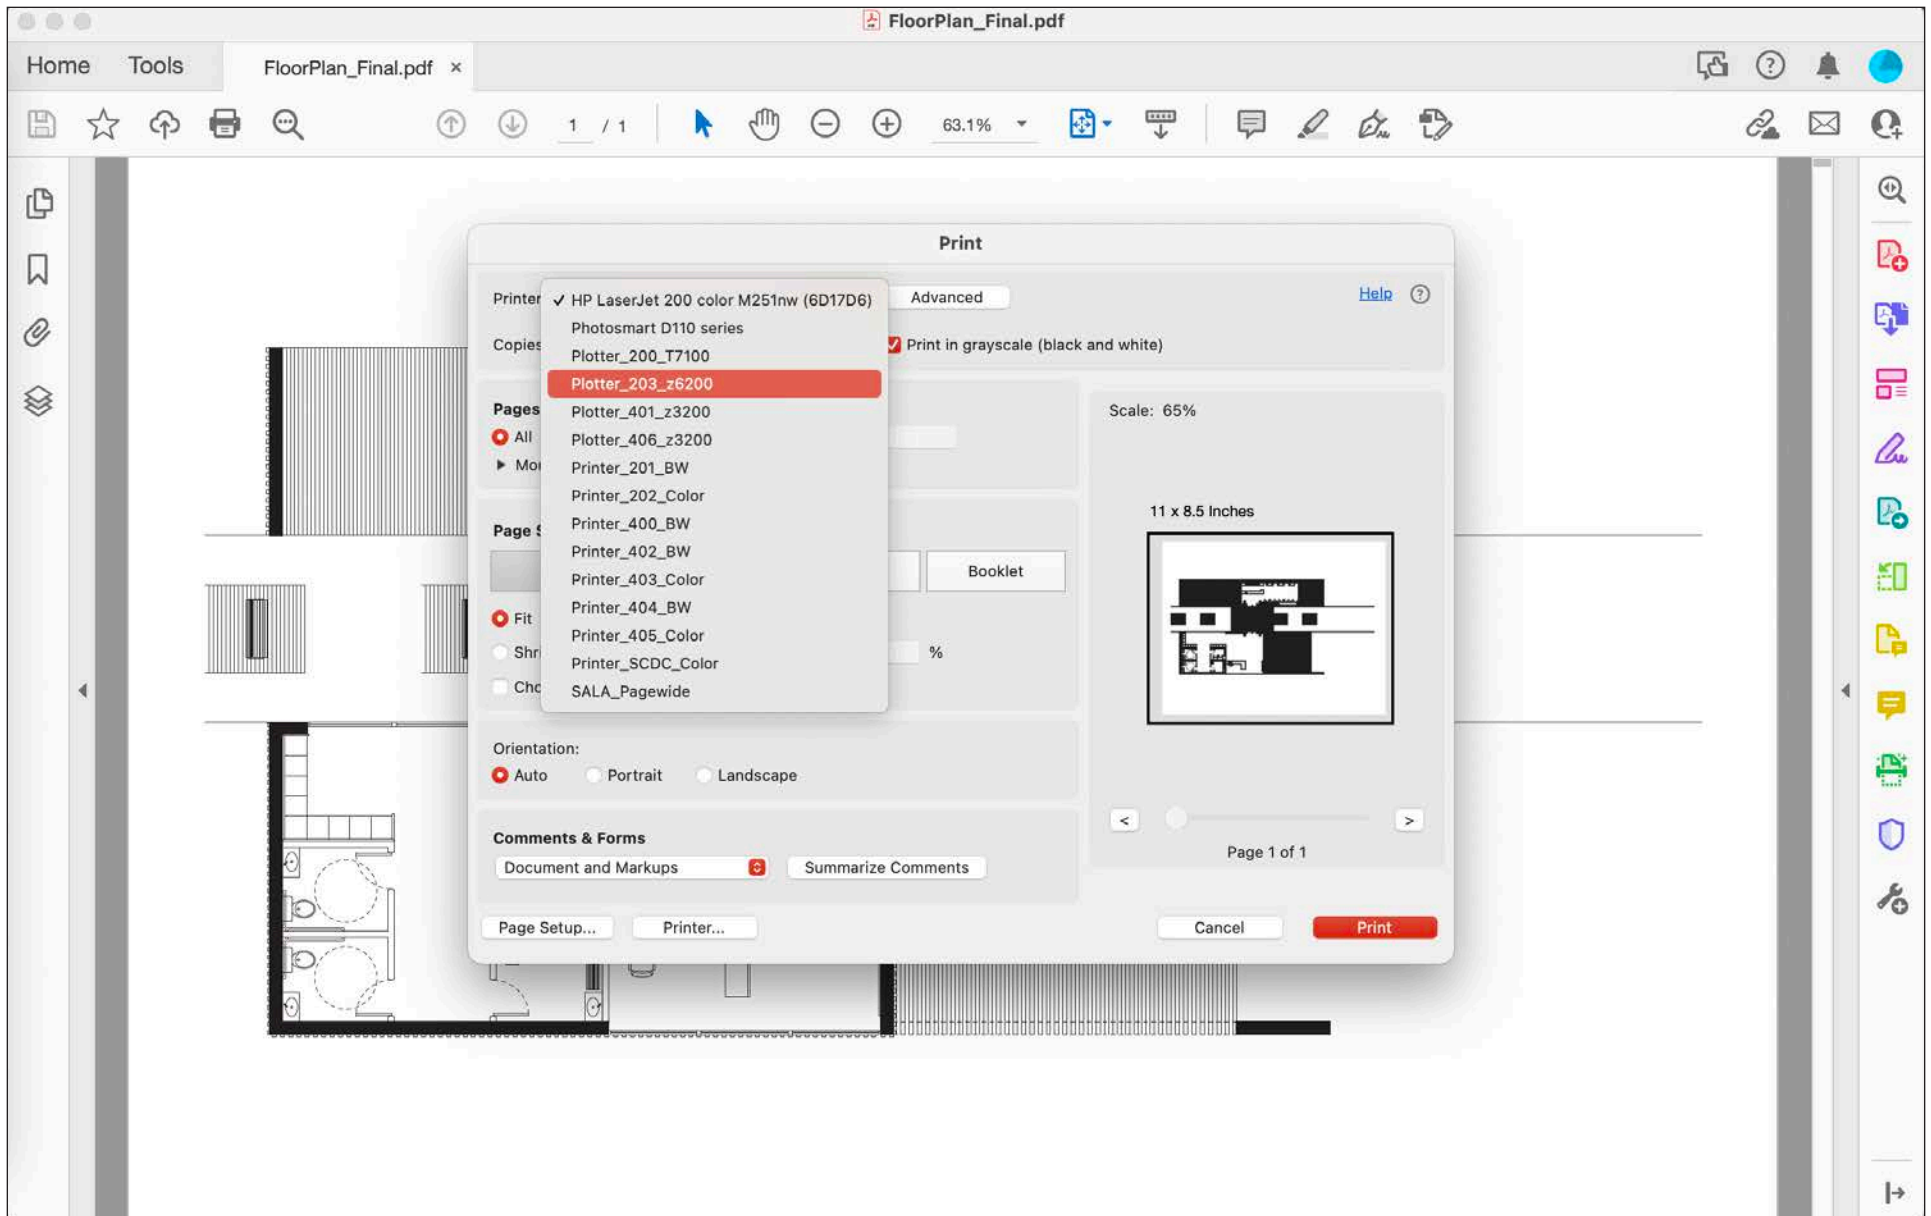 FloorPlan_Final.pdf
Home Tools FloorPlan_Final.pdf ×
1 / 1 63.1%
Print
Printer ✓ HP LaserJet 200 color M251nw (6D17D6) Advanced Help ?
Photosmart D110 series
Copies Print in grayscale (black and white)
Plotter_200_T7100
Plotter_203_z6200
Plotter_401_z3200
Plotter_406_z3200
Printer_201_BW
Printer_202_Color
Printer_400_BW
Printer_402_BW
Printer_403_Color
Printer_404_BW
Printer_405_Color
Printer_SCDC_Color
SALA_Pagewide
Pages
All
Mor
Page S
Booklet
Fit
Shri %
Cho
Orientation:
Auto Portrait Landscape
Comments & Forms
Document and Markups Summarize Comments
Scale: 65%
11 x 8.5 Inches
< >
Page 1 of 1
Page Setup... Printer... Cancel Print